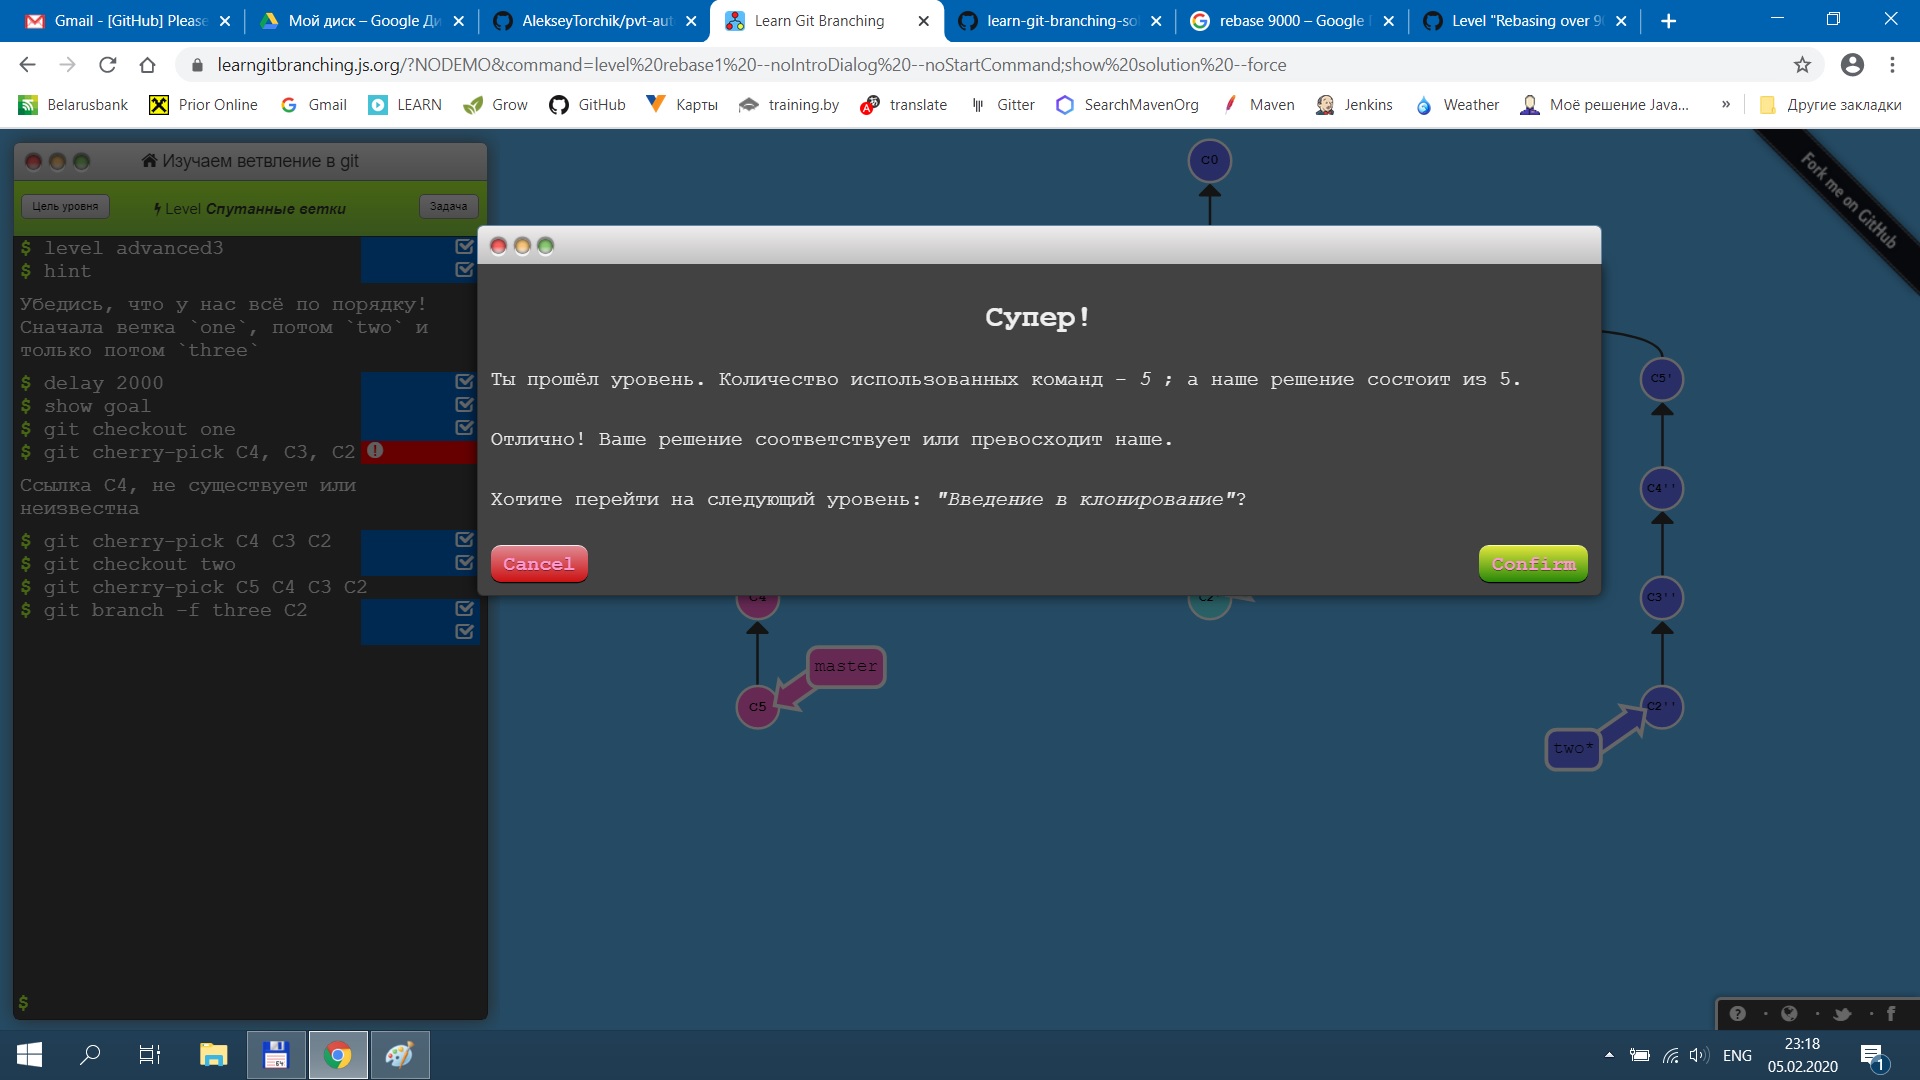 Gmail - [GitHub] Please
Мой диск – Google Ди
AlekseyTorchik/pvt-aut
Learn Git Branching
learn-git-branching-so
rebase 9000 – Google
Level "Rebasing over 9
learngitbranching.js.org/?NODEMO&command=level%20rebase1%20--noIntroDialog%20--noStartCommand;show%20solution%20--force
Belarusbank
Prior Online
Gmail
LEARN
Grow
GitHub
Карты
training.by
translate
Gitter
SearchMavenOrg
Maven
Jenkins
Weather
Моё решение Java...
»
Другие закладки
Изучаем ветвление в git
Цель уровня
Level Спутанные ветки
Задача
$ level advanced3
$ hint
Убедись, что у нас всё по порядку!
Сначала ветка `one`, потом `two` и
только потом `three`
$ delay 2000
$ show goal
$ git checkout one
$ git cherry-pick C4, C3, C2
Ссылка C4, не существует или
неизвестна
$ git cherry-pick C4 C3 C2
$ git checkout two
$ git cherry-pick C5 C4 C3 C2
$ git branch -f three C2
$
C0
Fork me on GitHub
Супер!
Ты прошёл уровень. Количество использованных команд – 5 ; а наше решение состоит из 5.
Отлично! Ваше решение соответствует или превосходит наше.
Хотите перейти на следующий уровень: "Введение в клонирование"?
Cancel
Confirm
C5'
C4''
C3''
C2''
two*
C4
C5
master
C2
64
ENG
23:18
05.02.2020
1